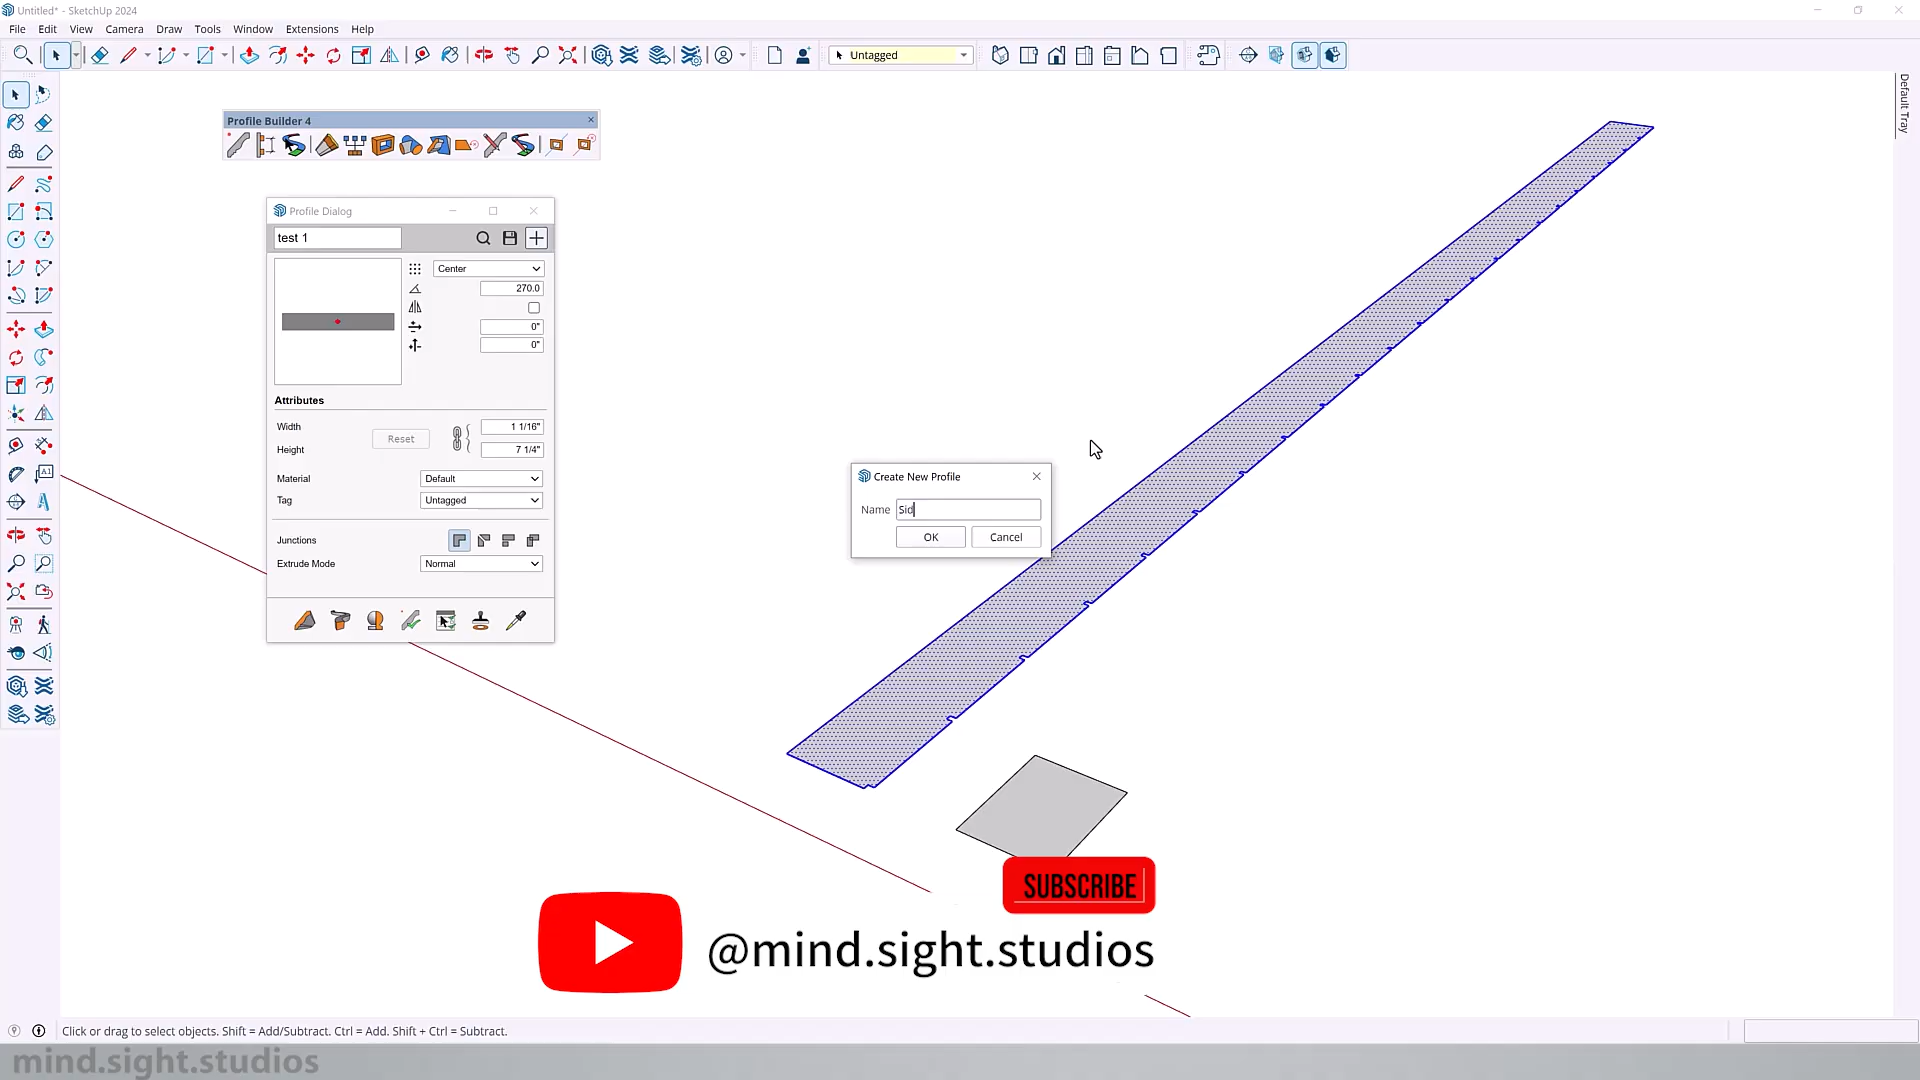 Untitled* - SketchUp 2024
File Edit View Camera Draw Tools Window Extensions Help
Untagged
Default Tray
Profile Builder 4
Profile Dialog
test 1
Center
270.0
0"
0"
Attributes
Width 1 1/16"
Reset
Height 7 1/4"
Material Default
Tag Untagged
Junctions
Extrude Mode Normal
Create New Profile
Name Sid
OK Cancel
A1
SUBSCRIBE
@mind.sight.studios
Click or drag to select objects. Shift = Add/Subtract. Ctrl = Add. Shift + Ctrl = Subtract.
mind.sight.studios